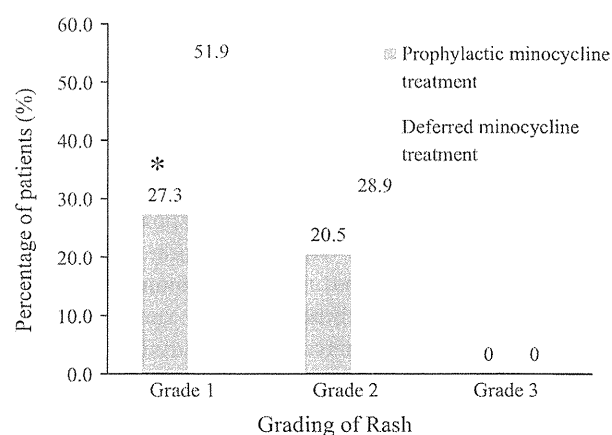 60.0
50.0
40.0
30.0
20.0
10.0
0.0
Percentage of patients (%)
51.9
*
27.3
28.9
20.5
0 0
Prophylactic minocycline
treatment
Deferred minocycline
treatment
Grade 1 Grade 2 Grade 3
Grading of Rash